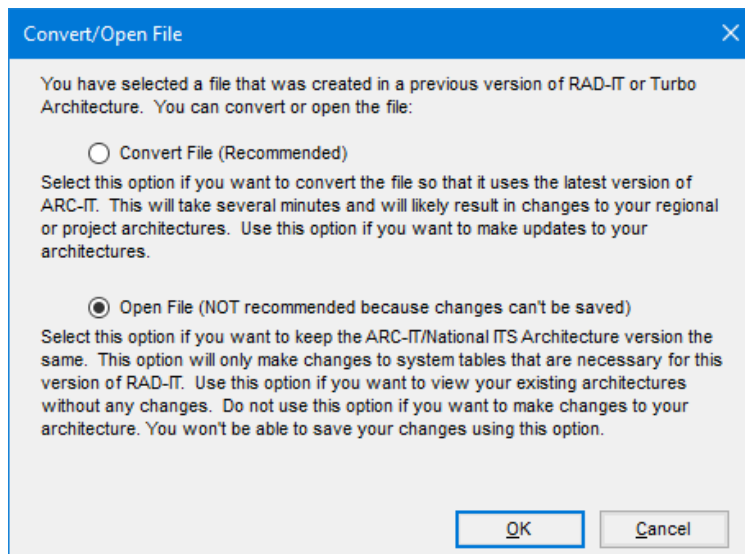 Convert/Open File
You have selected a file that was created in a previous version of RAD-IT or Turbo
Architecture.  You can convert or open the file:
Convert File (Recommended)
Select this option if you want to convert the file so that it uses the latest version of
ARC-IT.  This will take several minutes and will likely result in changes to your regional
or project architectures.  Use this option if you want to make updates to your
architectures.
Open File (NOT recommended because changes can't be saved)
Select this option if you want to keep the ARC-IT/National ITS Architecture version the
same.  This option will only make changes to system tables that are necessary for this
version of RAD-IT.  Use this option if you want to view your existing architectures
without any changes.  Do not use this option if you want to make changes to your
architecture. You won't be able to save your changes using this option.
OK
Cancel